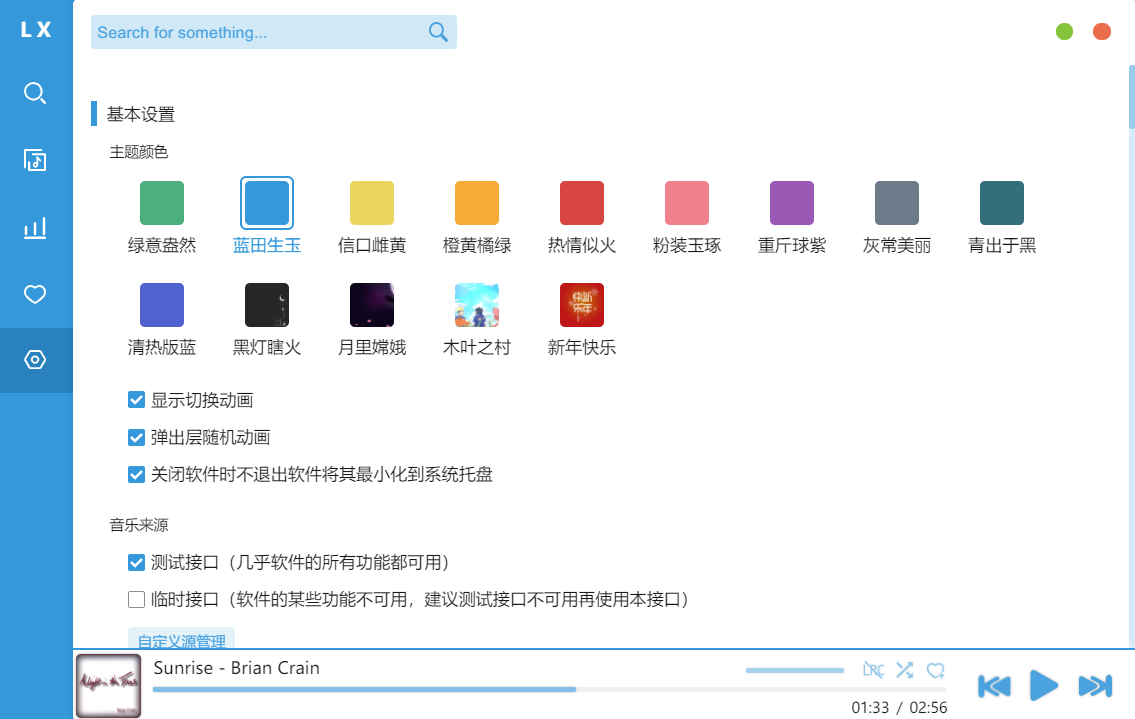 LX
Search for something...
基本设置
主题颜色
绿意盎然 蓝田生玉 信口雌黄 橙黄橘绿 热情似火 粉装玉琢 重斤球紫 灰常美丽 青出于黑
清热版蓝 黑灯瞎火 月里嫦娥 木叶之村 新年快乐
显示切换动画
弹出层随机动画
关闭软件时不退出软件将其最小化到系统托盘
音乐来源
测试接口（几乎软件的所有功能都可用）
临时接口（软件的某些功能不可用，建议测试接口不可用再使用本接口）
自定义源管理
Sunrise - Brian Crain
LRC
01:33 / 02:56